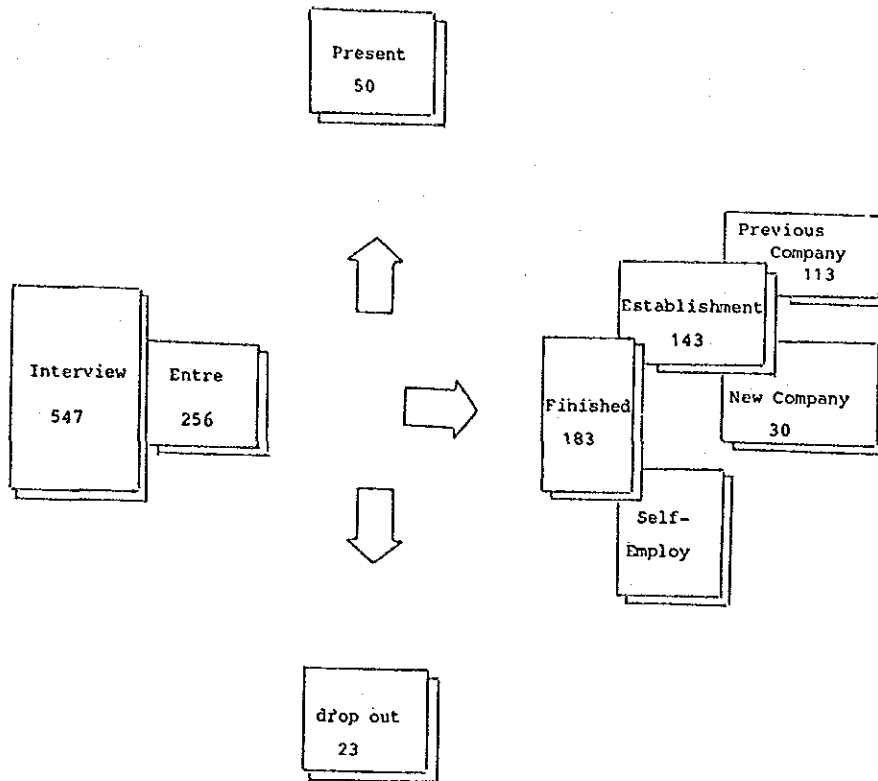 Present
50
Previous
Company
113
Establishment
143
Interview
547
Entre
256
Finished
183
New Company
30
Self-
Employ
drop out
23